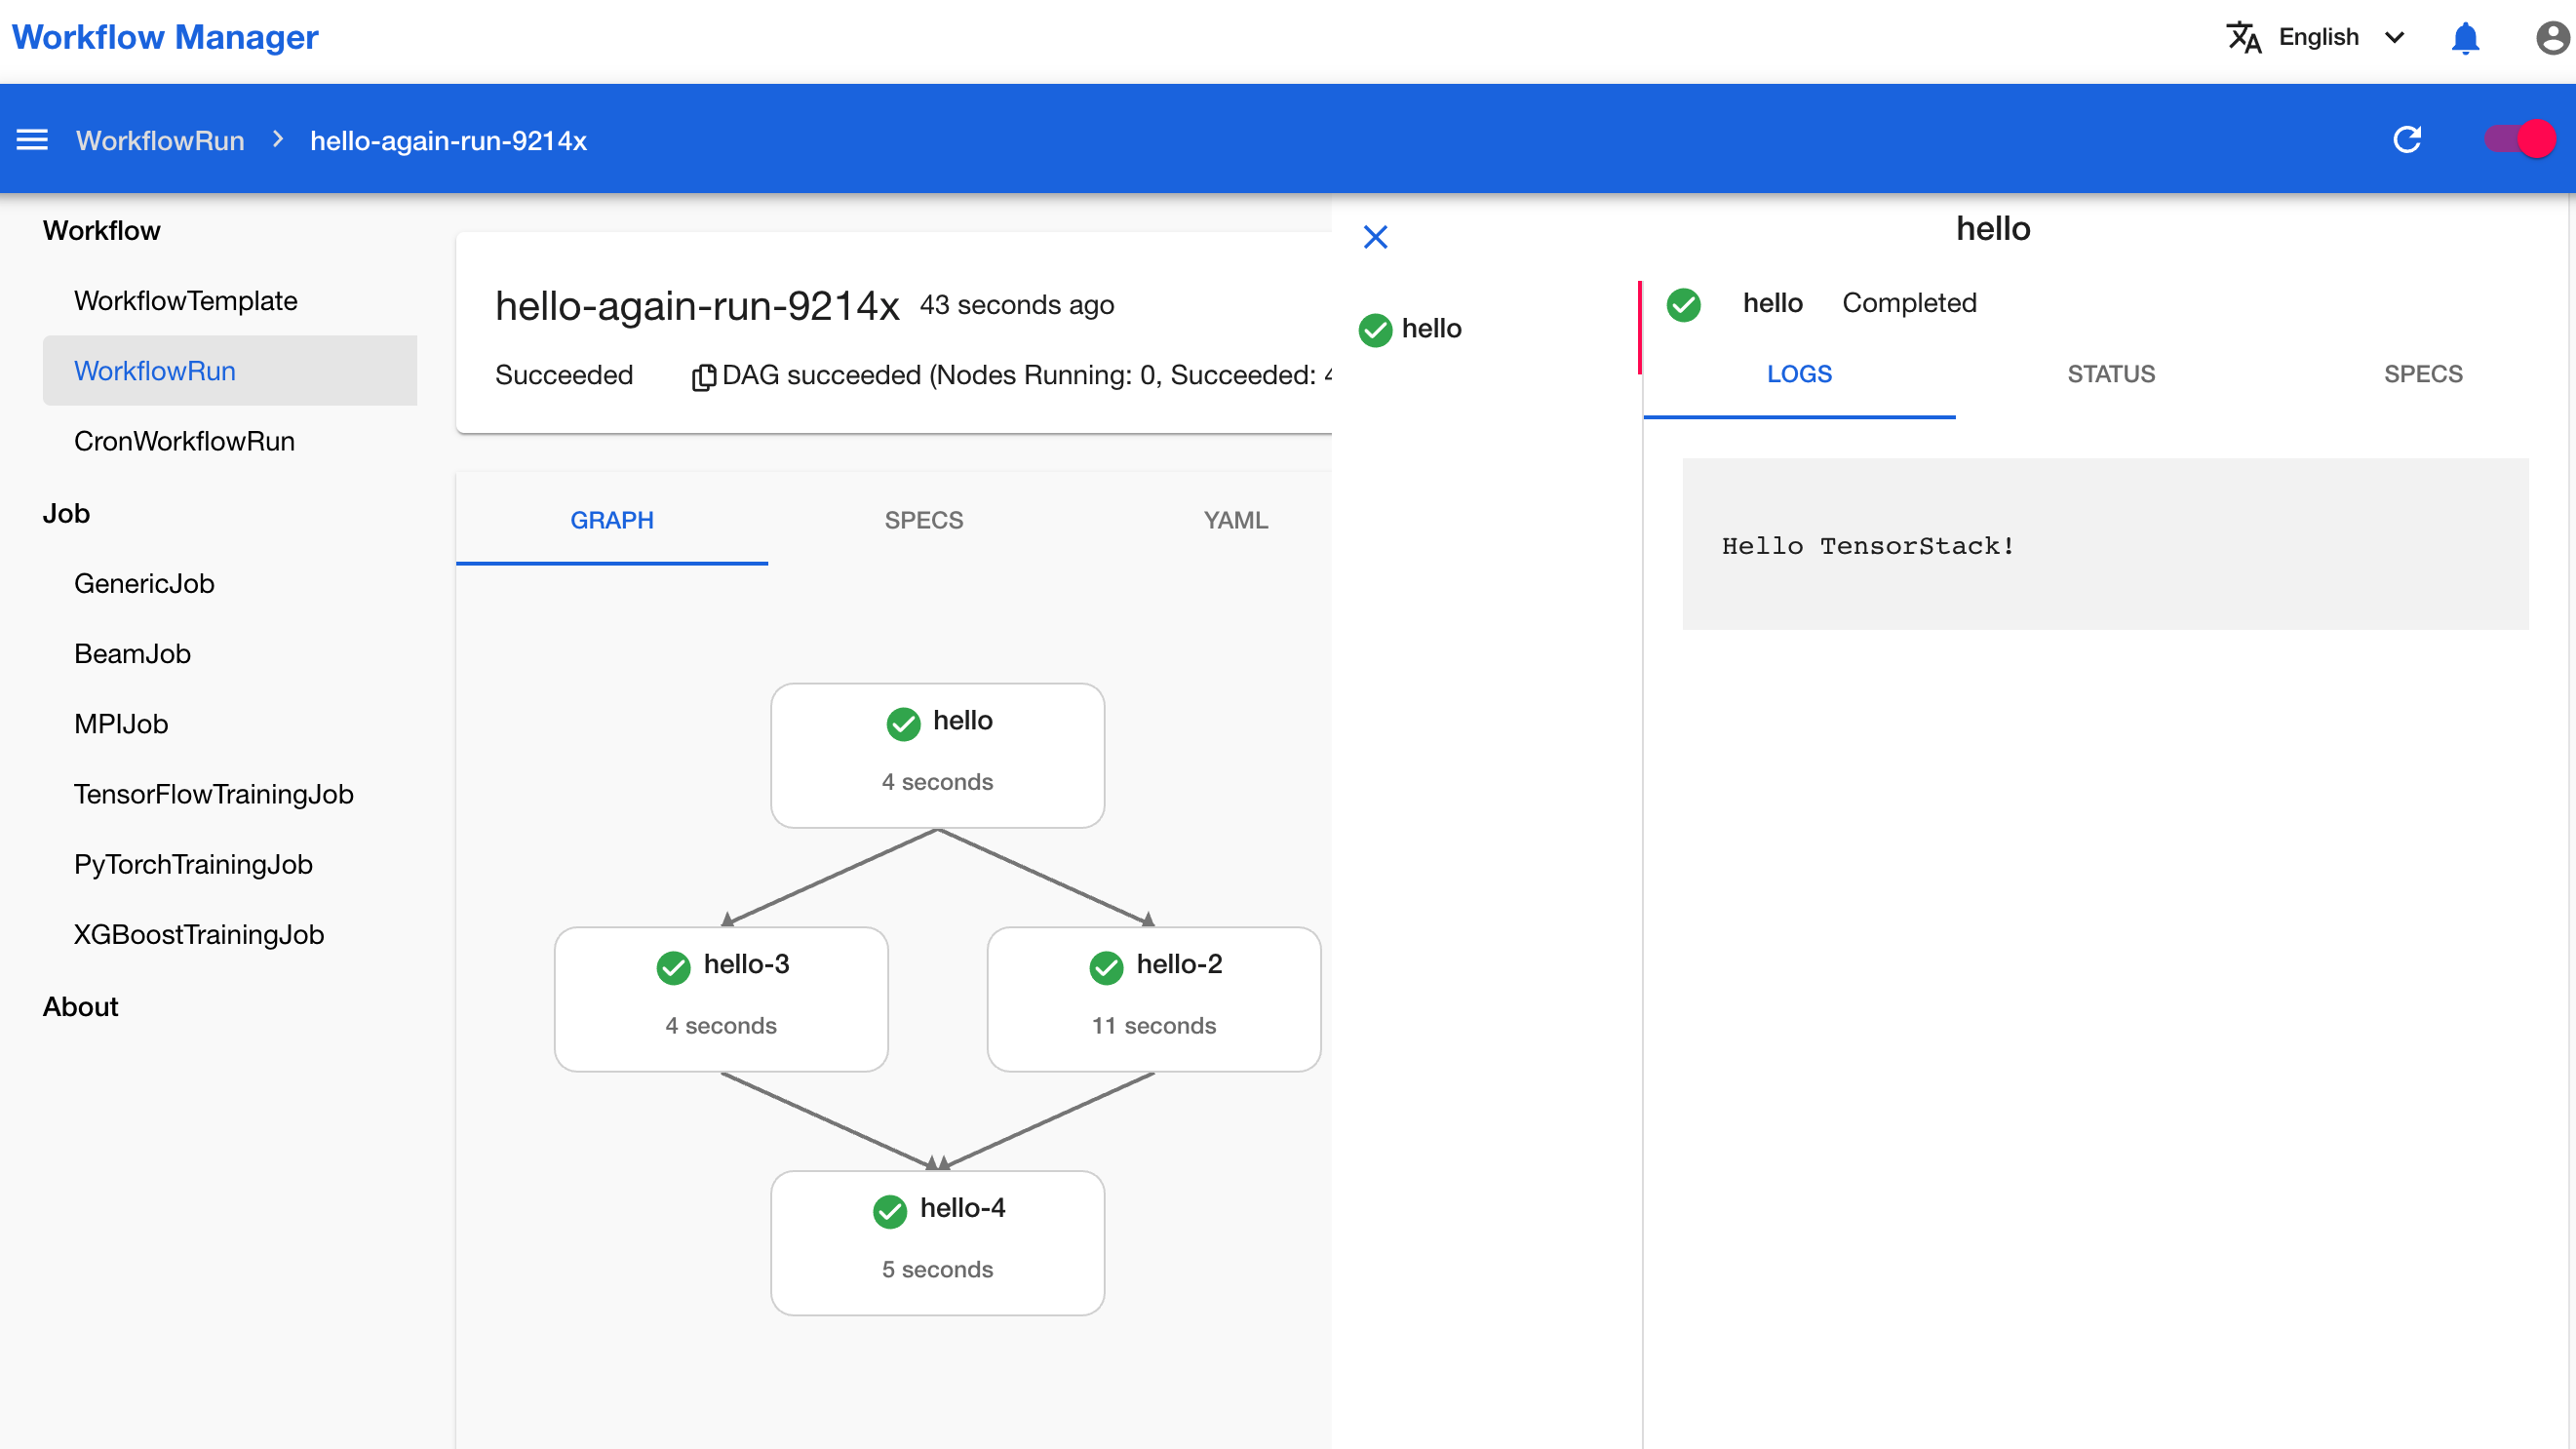 Workflow Manager
English
WorkflowRun > hello-again-run-9214x
Workflow
WorkflowTemplate
WorkflowRun
CronWorkflowRun
Job
GenericJob
BeamJob
MPIJob
TensorFlowTrainingJob
PyTorchTrainingJob
XGBoostTrainingJob
About
hello-again-run-9214x 43 seconds ago
Succeeded DAG succeeded (Nodes Running: 0, Succeeded: 4
GRAPH SPECS YAML
hello
4 seconds
hello-3
4 seconds
hello-2
11 seconds
hello-4
5 seconds
hello
hello
hello Completed
LOGS STATUS SPECS
Hello TensorStack!